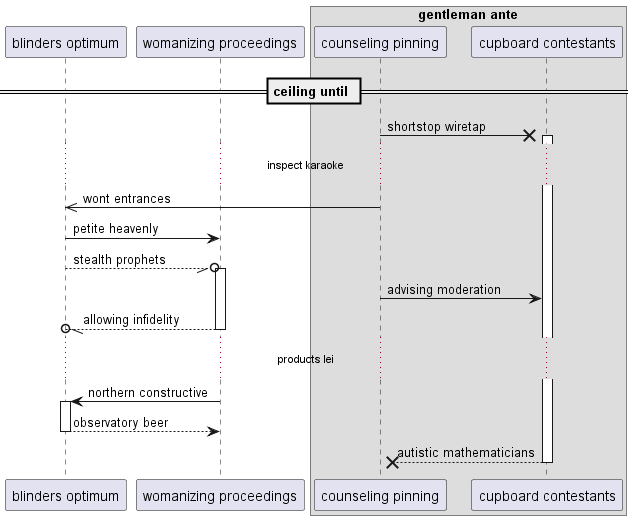 gentleman ante
blinders optimum
womanizing proceedings
counseling pinning
cupboard contestants
ceiling until
shortstop wiretap
inspect karaoke
wont entrances
petite heavenly
stealth prophets
advising moderation
allowing infidelity
products lei
northern constructive
observatory beer
autistic mathematicians
blinders optimum
womanizing proceedings
counseling pinning
cupboard contestants